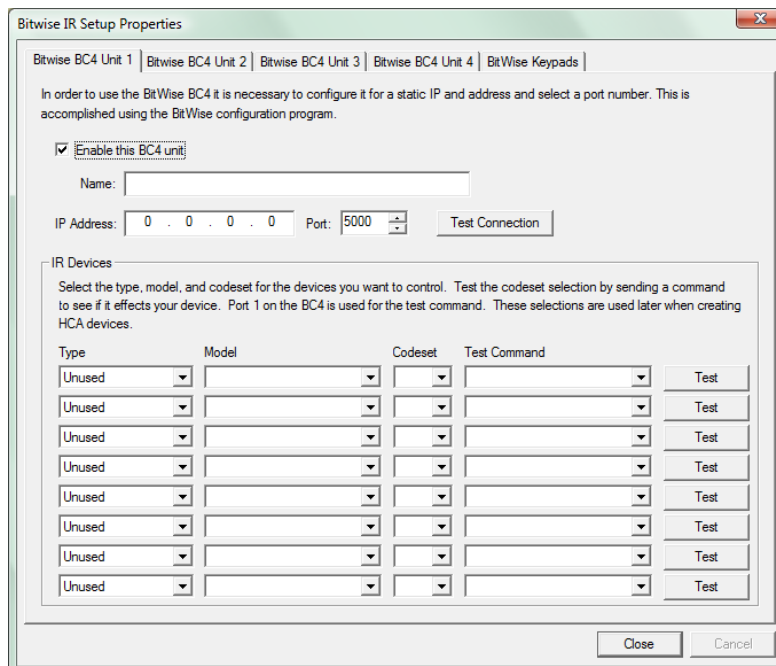 Bitwise IR Setup Properties
Bitwise BC4 Unit 1 Bitwise BC4 Unit 2 Bitwise BC4 Unit 3 Bitwise BC4 Unit 4 BitWise Keypads
In order to use the BitWise BC4 it is necessary to configure it for a static IP and address and select a port number. This is
accomplished using the BitWise configuration program.
Enable this BC4 unit
Name:
IP Address: 0 . 0 . 0 . 0 Port: 5000 Test Connection
IR Devices
Select the type, model, and codeset for the devices you want to control. Test the codeset selection by sending a command
to see if it effects your device. Port 1 on the BC4 is used for the test command. These selections are used later when creating
HCA devices.
Type Model Codeset Test Command
Unused Test
Unused Test
Unused Test
Unused Test
Unused Test
Unused Test
Unused Test
Unused Test
Close Cancel